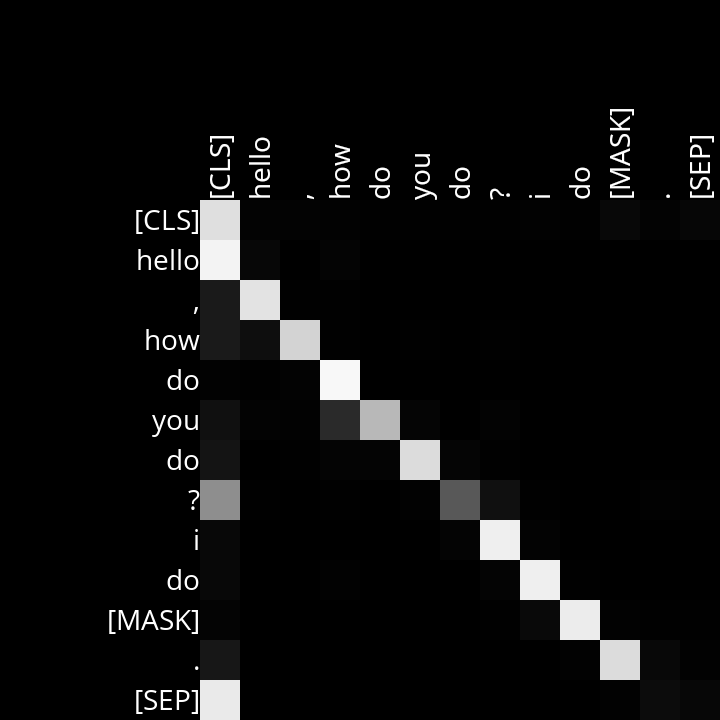 [CLS] hello , how do you do ? i do [MASK] . [SEP]
[CLS]
hello
,
how
do
you
do
?
i
do
[MASK]
.
[SEP]